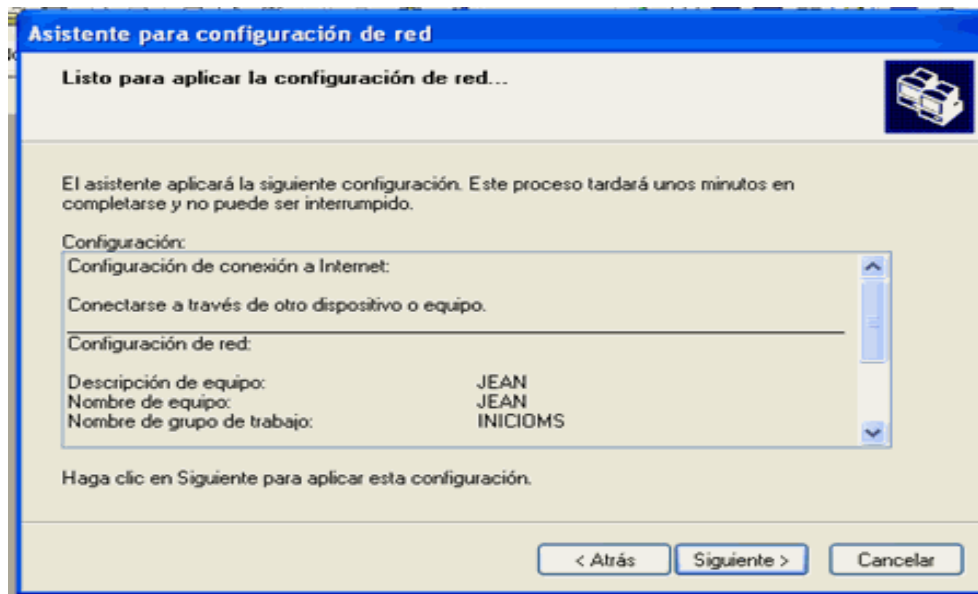 Asistente para configuración de red
Listo para aplicar la configuración de red...
El asistente aplicará la siguiente configuración. Este proceso tardará unos minutos en
completarse y no puede ser interrumpido.
Configuración:
Configuración de conexión a Internet:
Conectarse a través de otro dispositivo o equipo.
Configuración de red:
Descripción de equipo: JEAN
Nombre de equipo: JEAN
Nombre de grupo de trabajo: INICIOMS
Haga clic en Siguiente para aplicar esta configuración.
< Atrás Siguiente > Cancelar